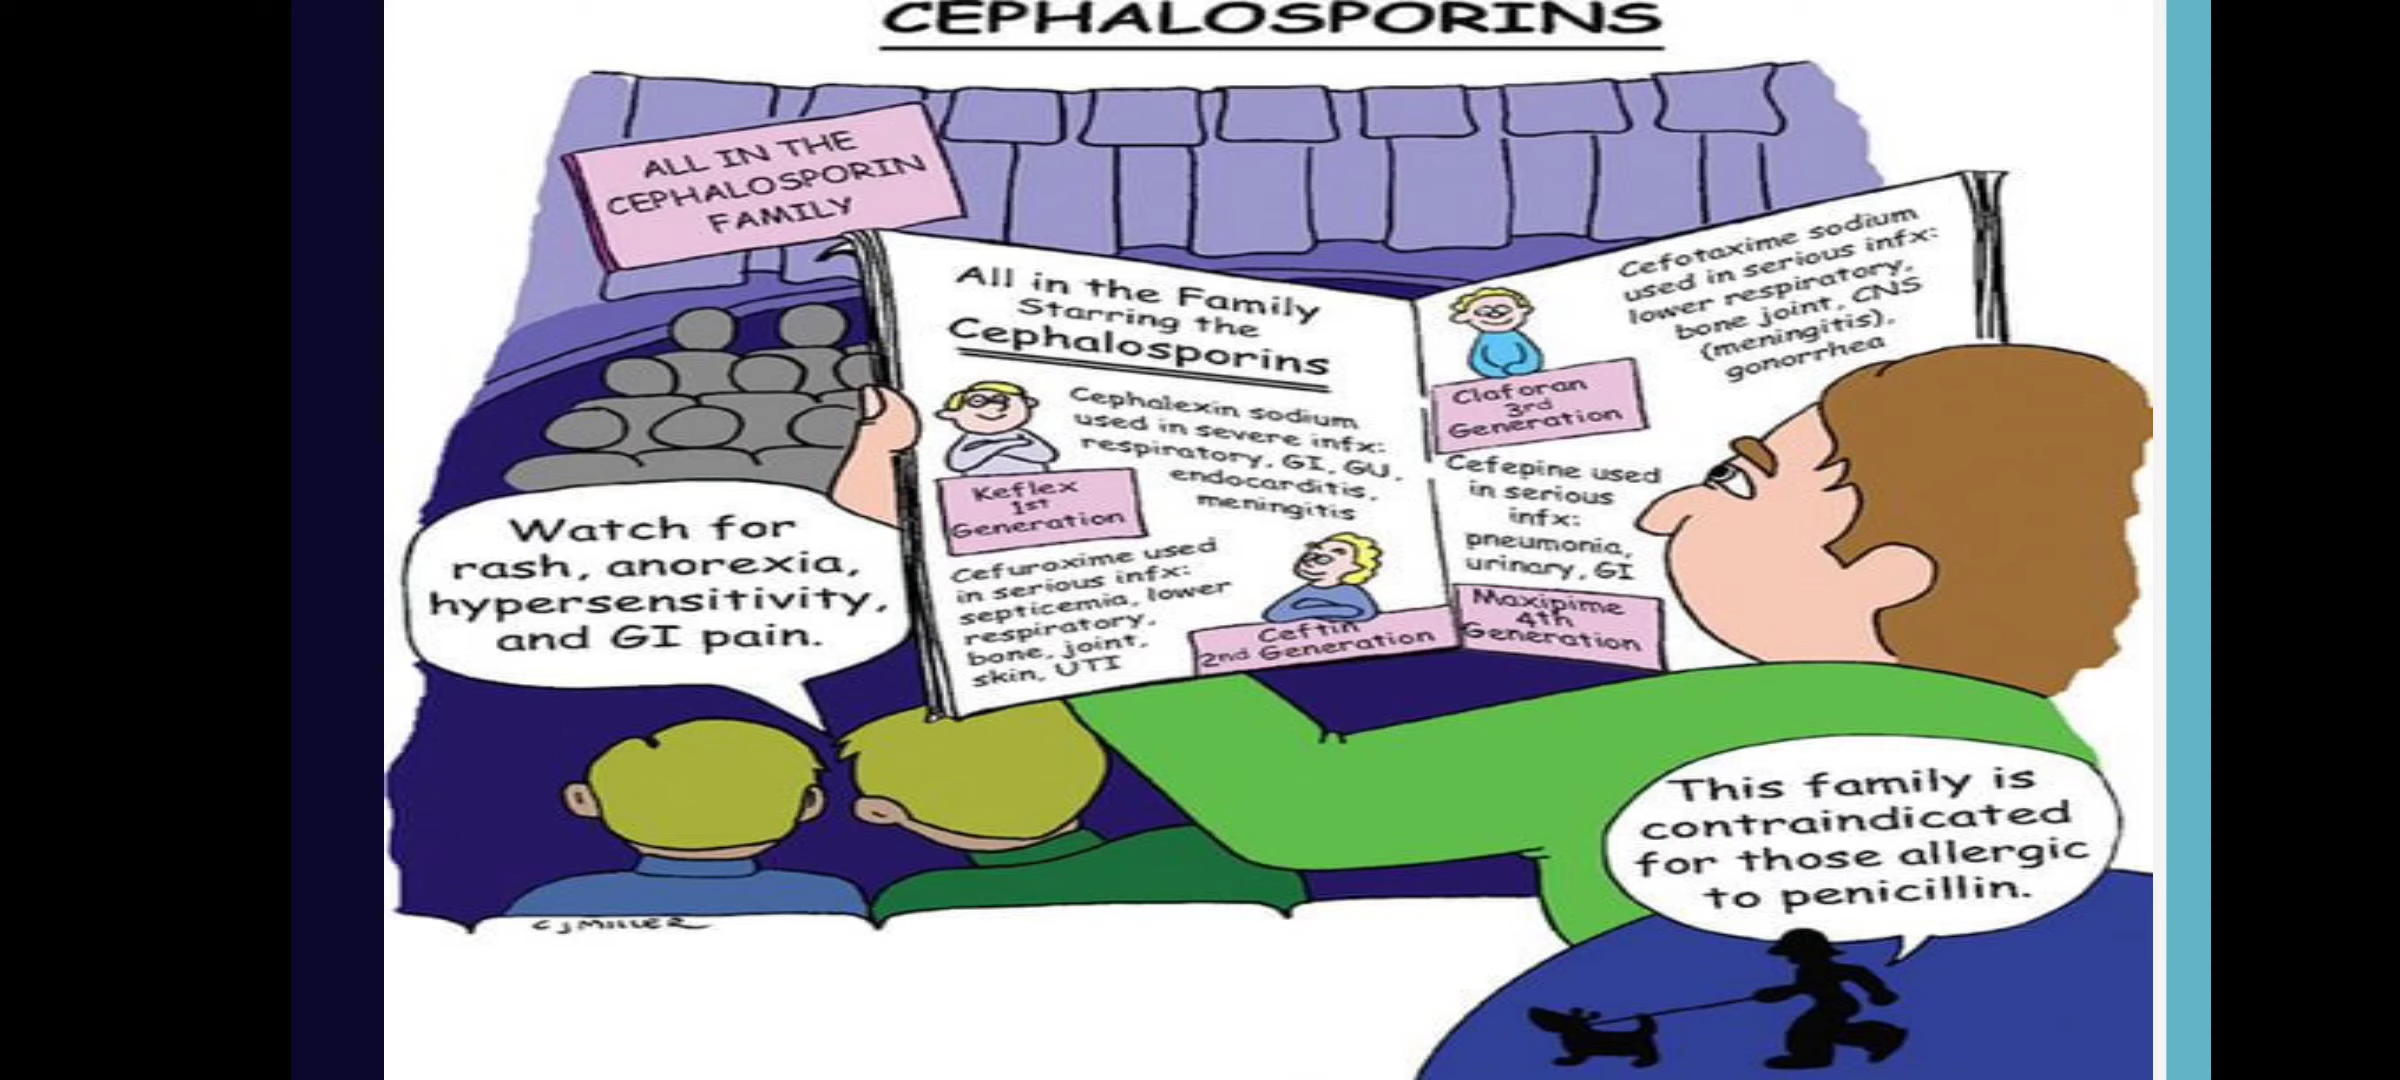 CEPHALOSPORINS
ALL IN THE
CEPHALOSPORIN
FAMILY
All in the Family
Starring the
Cephalosporins
Cephalexin sodium
used in severe infx:
respiratory, GI, GU,
endocarditis,
meningitis
Keflex
1st
Generation
Cefuroxime used
in serious infx:
septicemia, lower
respiratory,
bone, joint,
skin, UTI
Ceftin
2nd Generation
Cefotaxime sodium
used in serious infx:
lower respiratory,
bone joint, CNS
(meningitis),
gonorrhea
Claforan
3rd
Generation
Cefepine used
in serious
infx:
pneumonia,
urinary, GI
Maxipime
4th
Generation
Watch for
rash, anorexia,
hypersensitivity,
and GI pain.
This family is
contraindicated
for those allergic
to penicillin.
CJMILLER